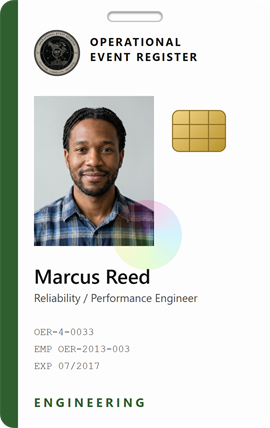 OPERATIONAL
EVENT REGISTER
Marcus Reed
Reliability / Performance Engineer
OER-4-0033
EMP OER-2013-003
EXP 07/2017
ENGINEERING